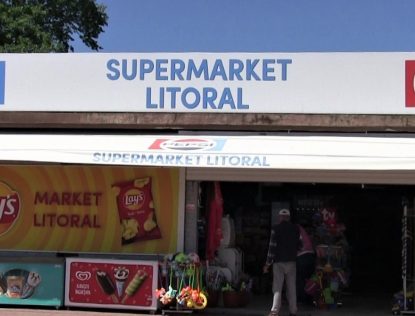 SUPERMARKET
LITORAL
PEPSI
SUPERMARKET LITORAL
Lay's
MARKET
LITORAL
Lay's